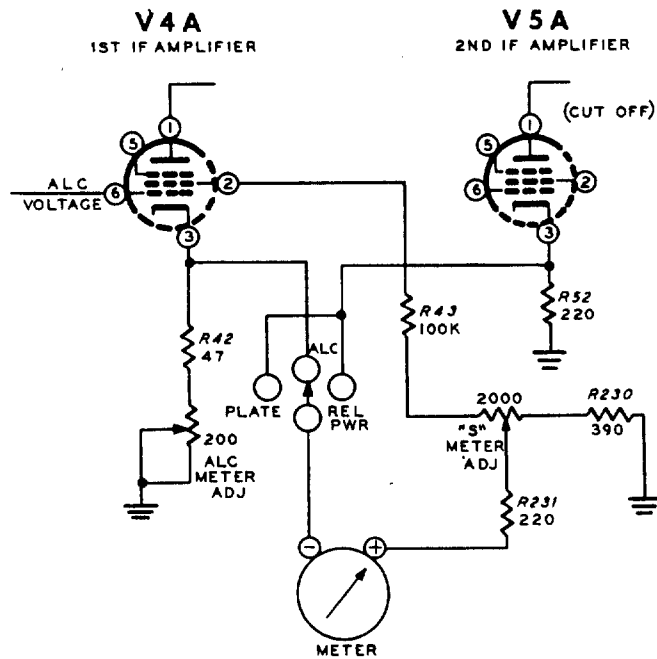 V4A
1ST IF AMPLIFIER
V5A
2ND IF AMPLIFIER
(CUT OFF)
1
5
6
2
3
ALC
VOLTAGE
1
5
6
2
3
R42
47
200
ALC
METER
ADJ
PLATE
ALC
REL
PWR
R43
100K
R52
220
2000
"S"
METER
ADJ
R230
390
R231
220
-
+
METER